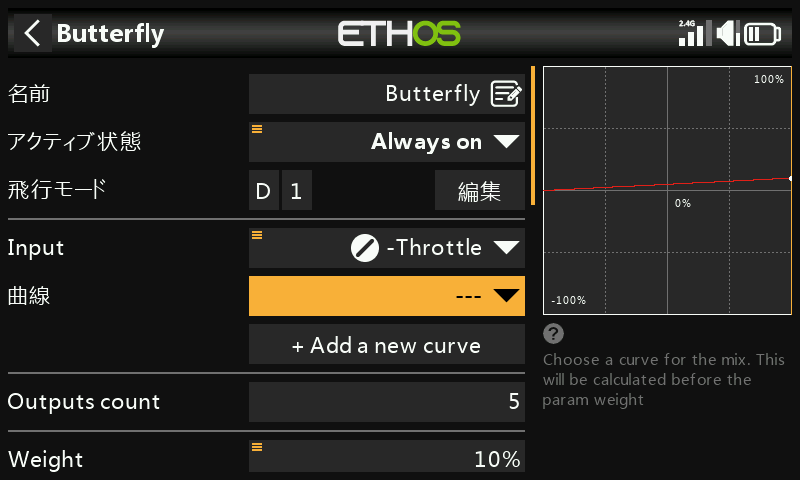 Butterfly
ETHOS
2.4G
名前
Butterfly
アクティブ状態
Always on
飛行モード
D
1
編集
Input
-Throttle
曲線
---
+ Add a new curve
Outputs count
5
Weight
10%
100%
0%
-100%
?
Choose a curve for the mix. This
will be calculated before the
param weight